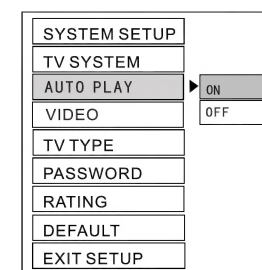 SYSTEM SETUP
TV SYSTEM
AUTO PLAY
ON
VIDEO
OFF
TV TYPE
PASSWORD
RATING
DEFAULT
EXIT SETUP